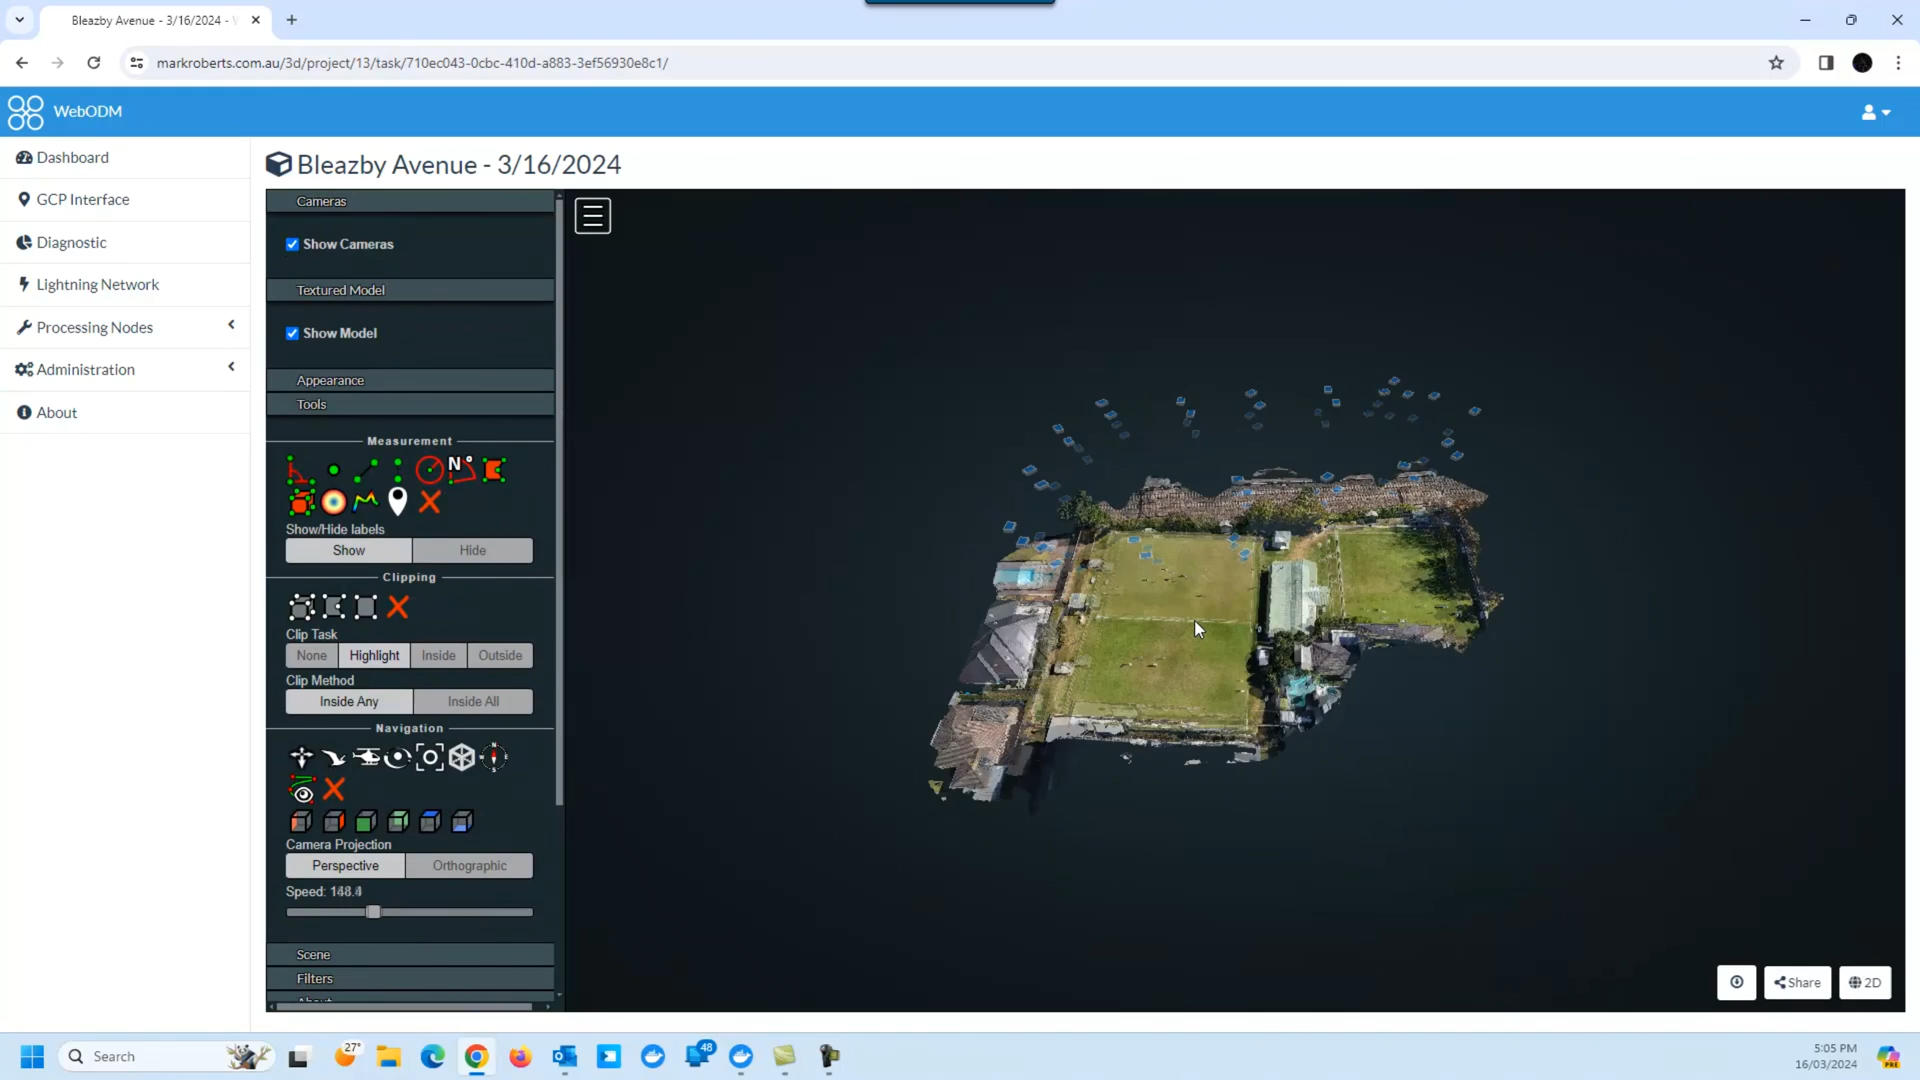 Bleazby Avenue - 3/16/2024 -
markroberts.com.au/3d/project/13/task/710ec043-0cbc-410d-a883-3ef56930e8c1/
WebODM
Dashboard
GCP Interface
Diagnostic
Lightning Network
Processing Nodes
Administration
About
Bleazby Avenue - 3/16/2024
Cameras
Show Cameras
Textured Model
Show Model
Appearance
Tools
Measurement
N°
Show/Hide labels
Show Hide
Clipping
Clip Task
None Highlight Inside Outside
Clip Method
Inside Any Inside All
Navigation
Camera Projection
Perspective Orthographic
Speed: 148.4
Scene
Filters
About
Share
2D
Search
27°
48
5:05 PM
16/03/2024
PRE